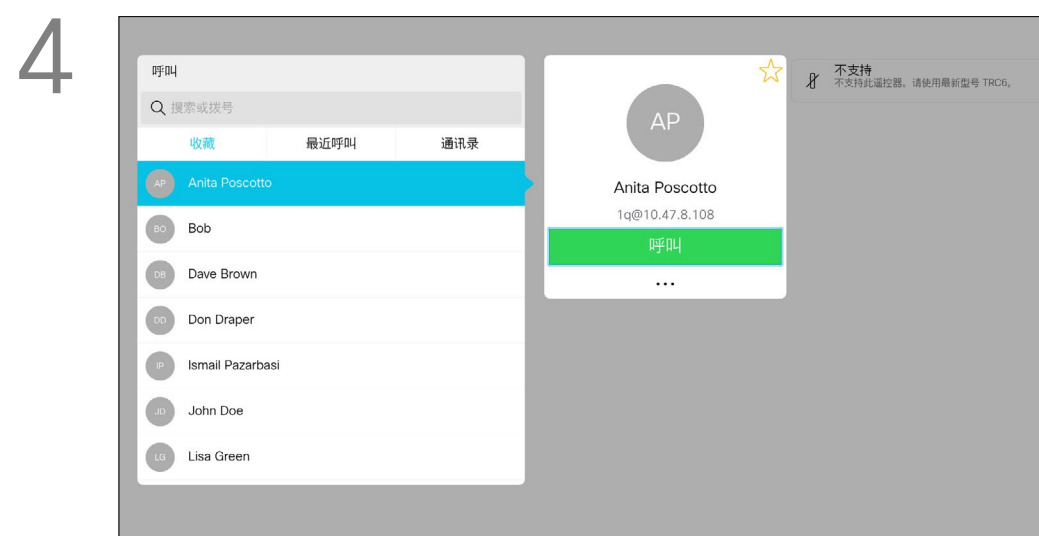 4
呼叫
搜索或拨号
收藏 最近呼叫 通讯录
AP Anita Poscotto
BO Bob
DB Dave Brown
DD Don Draper
IP Ismail Pazarbasi
JD John Doe
LG Lisa Green
AP
Anita Poscotto
1q@10.47.8.108
呼叫
...
不支持
不支持此遥控器。请使用最新型号 TRC6。